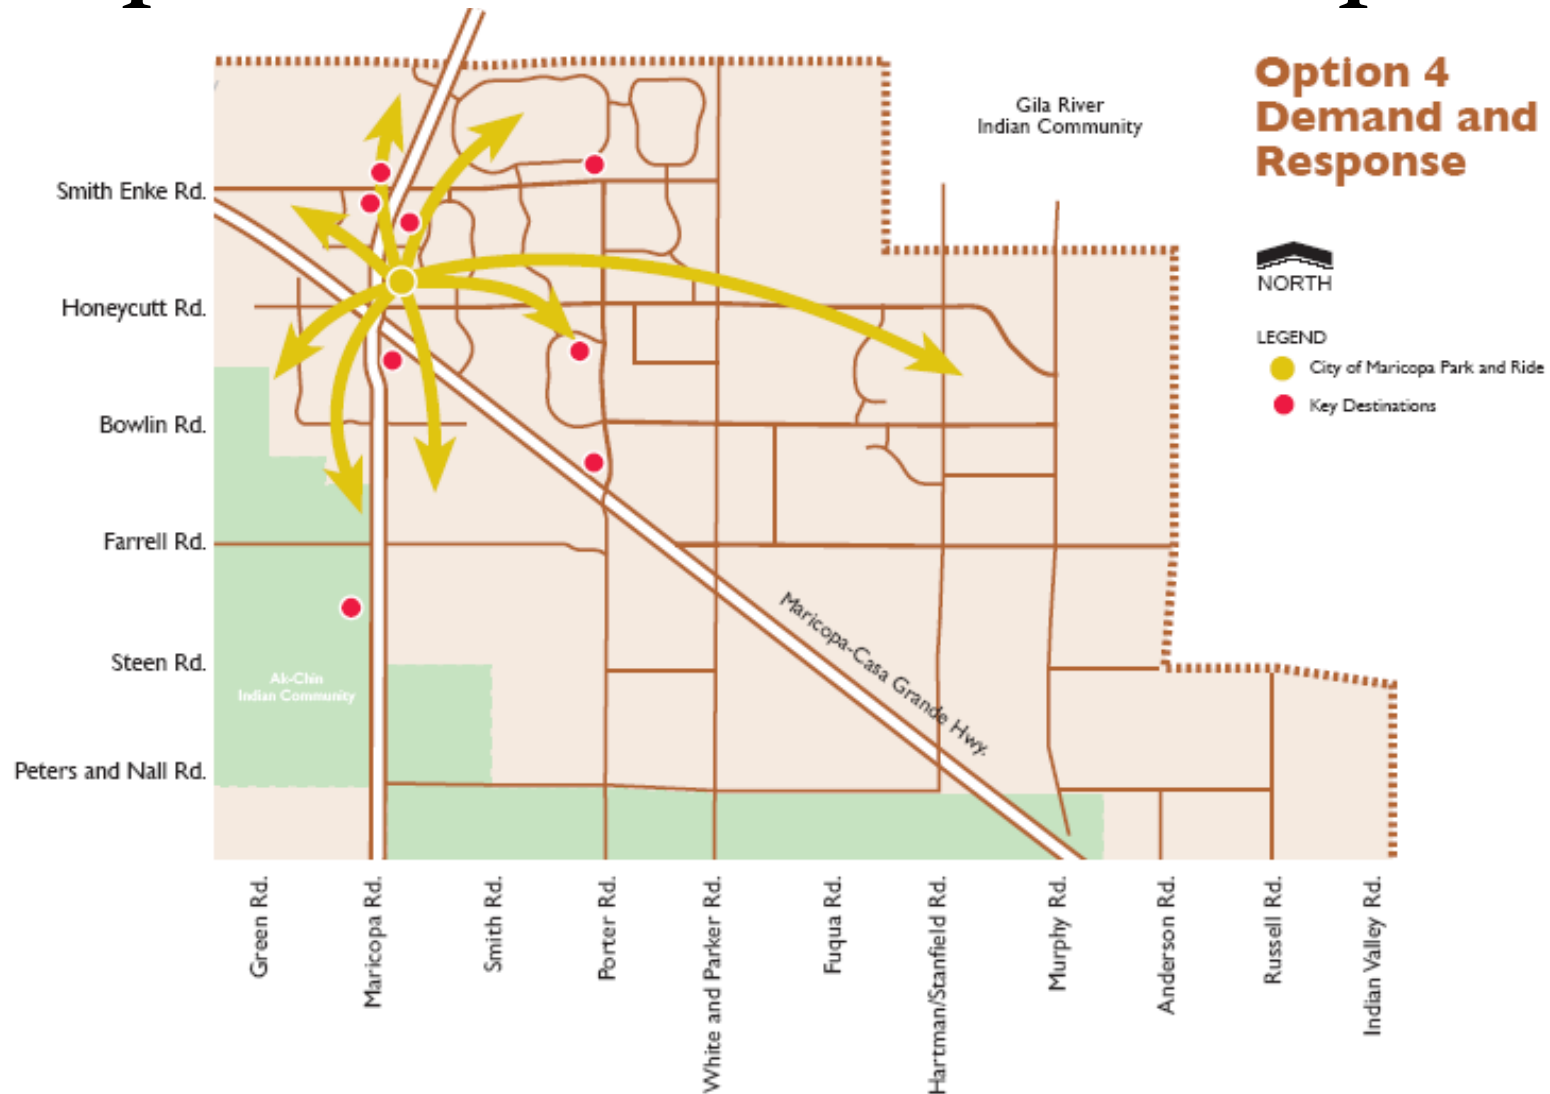 Option 4
Demand and
Response
Gila River
Indian Community
NORTH
LEGEND
City of Maricopa Park and Ride
Key Destinations
Smith Enke Rd.
Honeycutt Rd.
Bowlin Rd.
Farrell Rd.
Steen Rd.
Peters and Nall Rd.
Ak-Chin
Indian Community
Maricopa-Casa Grande Hwy.
Green Rd.
Maricopa Rd.
Smith Rd.
Porter Rd.
White and Parker Rd.
Fuqua Rd.
Hartman/Stanfield Rd.
Murphy Rd.
Anderson Rd.
Russell Rd.
Indian Valley Rd.